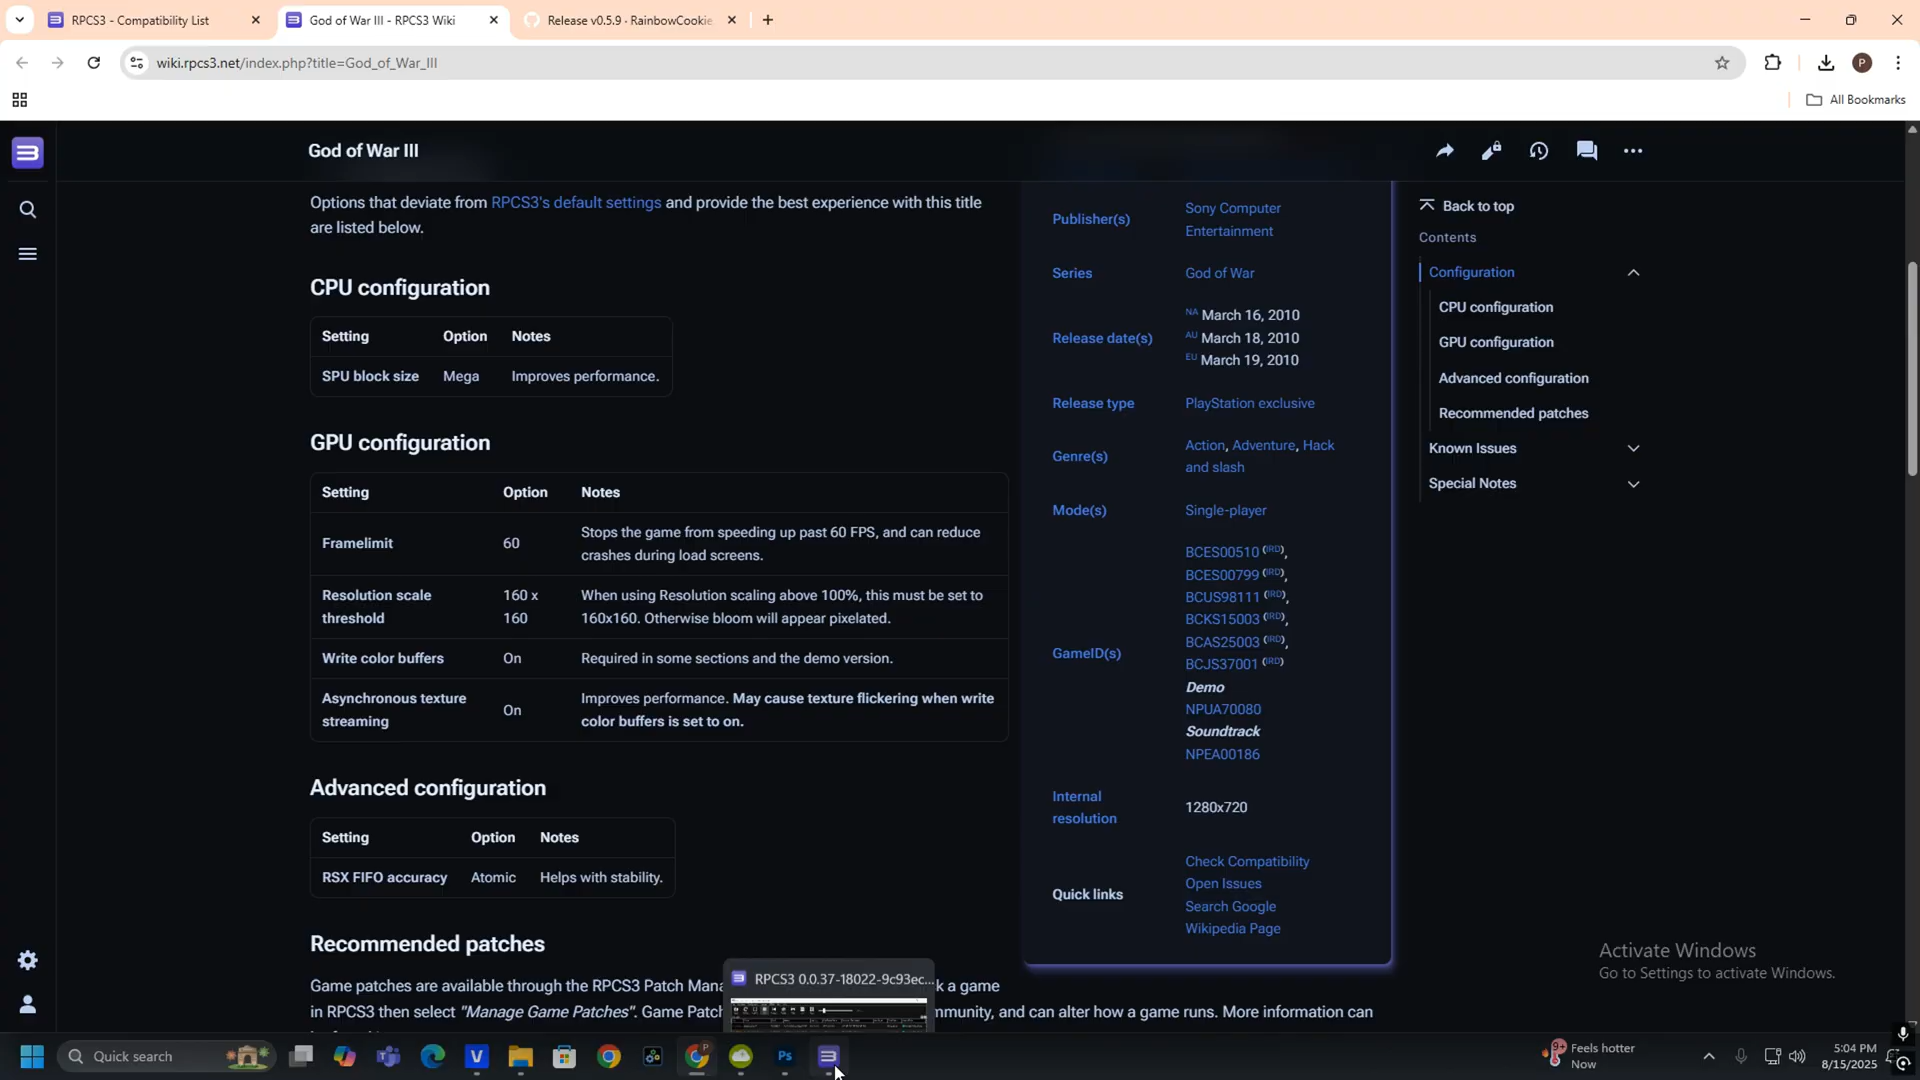 RPCS3 - Compatibility List
God of War III - RPCS3 Wiki
Release v0.5.9 · RainbowCookie
wiki.rpcs3.net/index.php?title=God_of_War_III
P
All Bookmarks
God of War III
Options that deviate from RPCS3's default settings and provide the best experience with this title
are listed below.
CPU configuration
Setting Option Notes
SPU block size Mega Improves performance.
GPU configuration
Setting Option Notes
Framelimit 60 Stops the game from speeding up past 60 FPS, and can reduce
crashes during load screens.
Resolution scale threshold 160 x 160 When using Resolution scaling above 100%, this must be set to
160x160. Otherwise bloom will appear pixelated.
Write color buffers On Required in some sections and the demo version.
Asynchronous texture streaming On Improves performance. May cause texture flickering when write
color buffers is set to on.
Advanced configuration
Setting Option Notes
RSX FIFO accuracy Atomic Helps with stability.
Recommended patches
Game patches are available through the RPCS3 Patch Mana
k a game
in RPCS3 then select "Manage Game Patches". Game Patch
mmunity, and can alter how a game runs. More information can
Publisher(s) Sony Computer
Entertainment
Series God of War
Release date(s) NA March 16, 2010
AU March 18, 2010
EU March 19, 2010
Release type PlayStation exclusive
Genre(s) Action, Adventure, Hack
and slash
Mode(s) Single-player
GameID(s) BCES00510 (IRD),
BCES00799 (IRD),
BCUS98111 (IRD),
BCKS15003 (IRD),
BCAS25003 (IRD),
BCJS37001 (IRD)
Demo
NPUA70080
Soundtrack
NPEA00186
Internal resolution 1280x720
Quick links Check Compatibility
Open Issues
Search Google
Wikipedia Page
Back to top
Contents
Configuration
CPU configuration
GPU configuration
Advanced configuration
Recommended patches
Known Issues
Special Notes
Activate Windows
Go to Settings to activate Windows.
RPCS3 0.0.37-18022-9c93ec...
Quick search
V
P
Ps
9+
Feels hotter
Now
5:04 PM
8/15/2025